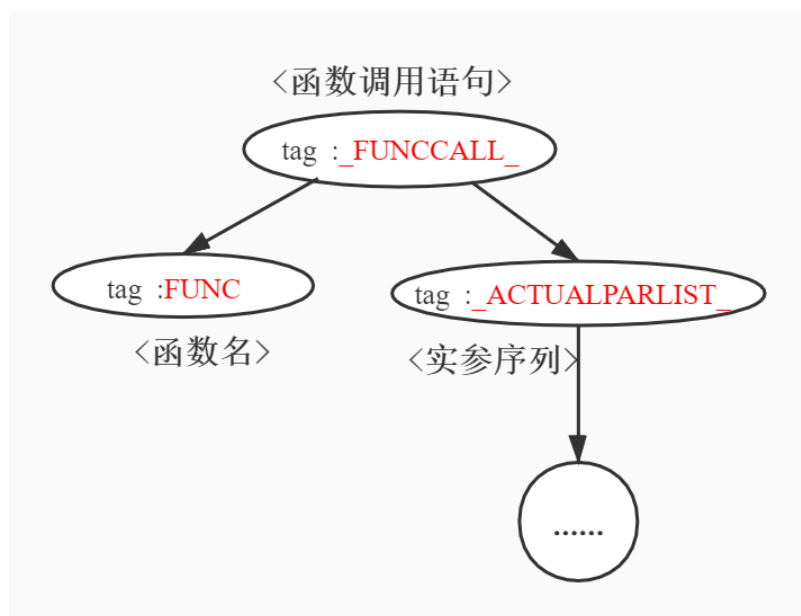 <函数调用语句>
tag :_FUNCCALL_
tag :FUNC
tag :_ACTUALPARLIST_
<函数名>
<实参序列>
......